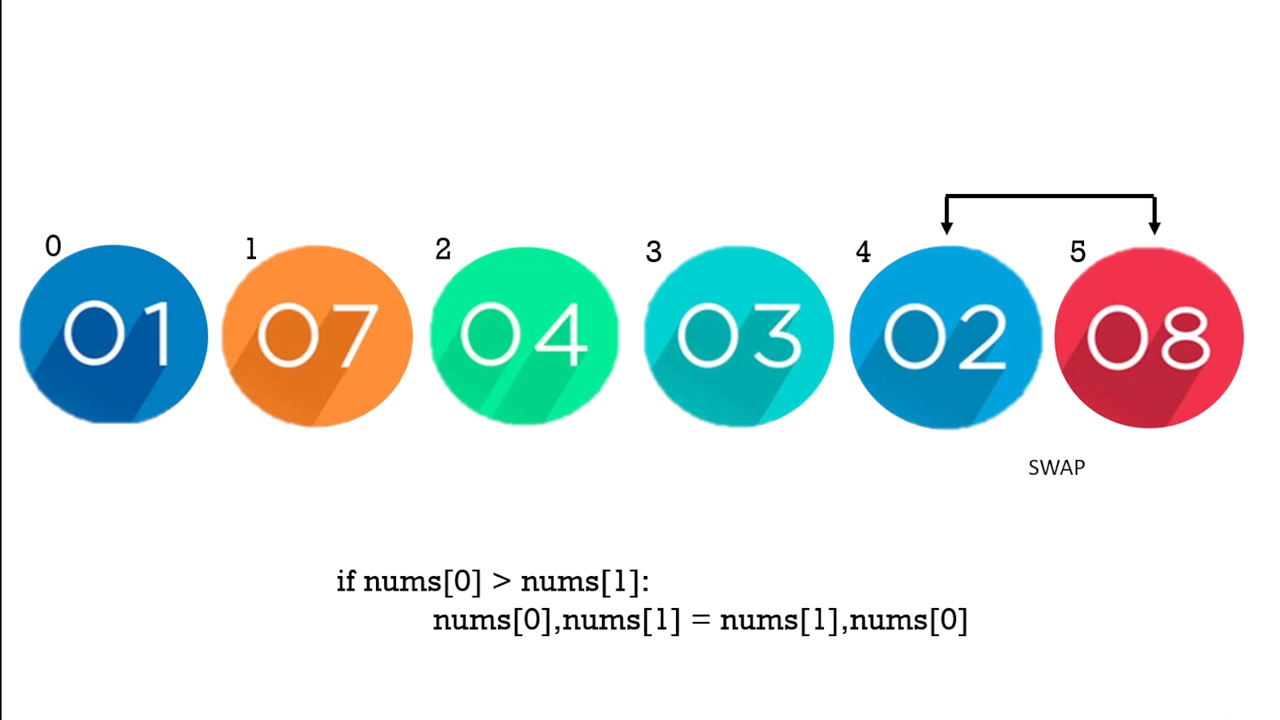 0 1 2 3 4 5
01 07 04 03 02 08
SWAP
if nums[0] > nums[1]:
nums[0],nums[1] = nums[1],nums[0]